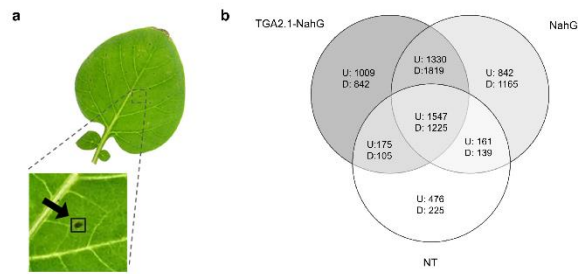 a
b
TGA2.1-NahG
NahG
U: 1009
D: 842
U: 1330
D: 1819
U: 842
D: 1165
U: 1547
D: 1225
U:175
D:105
U: 161
D: 139
U: 476
D: 225
NT